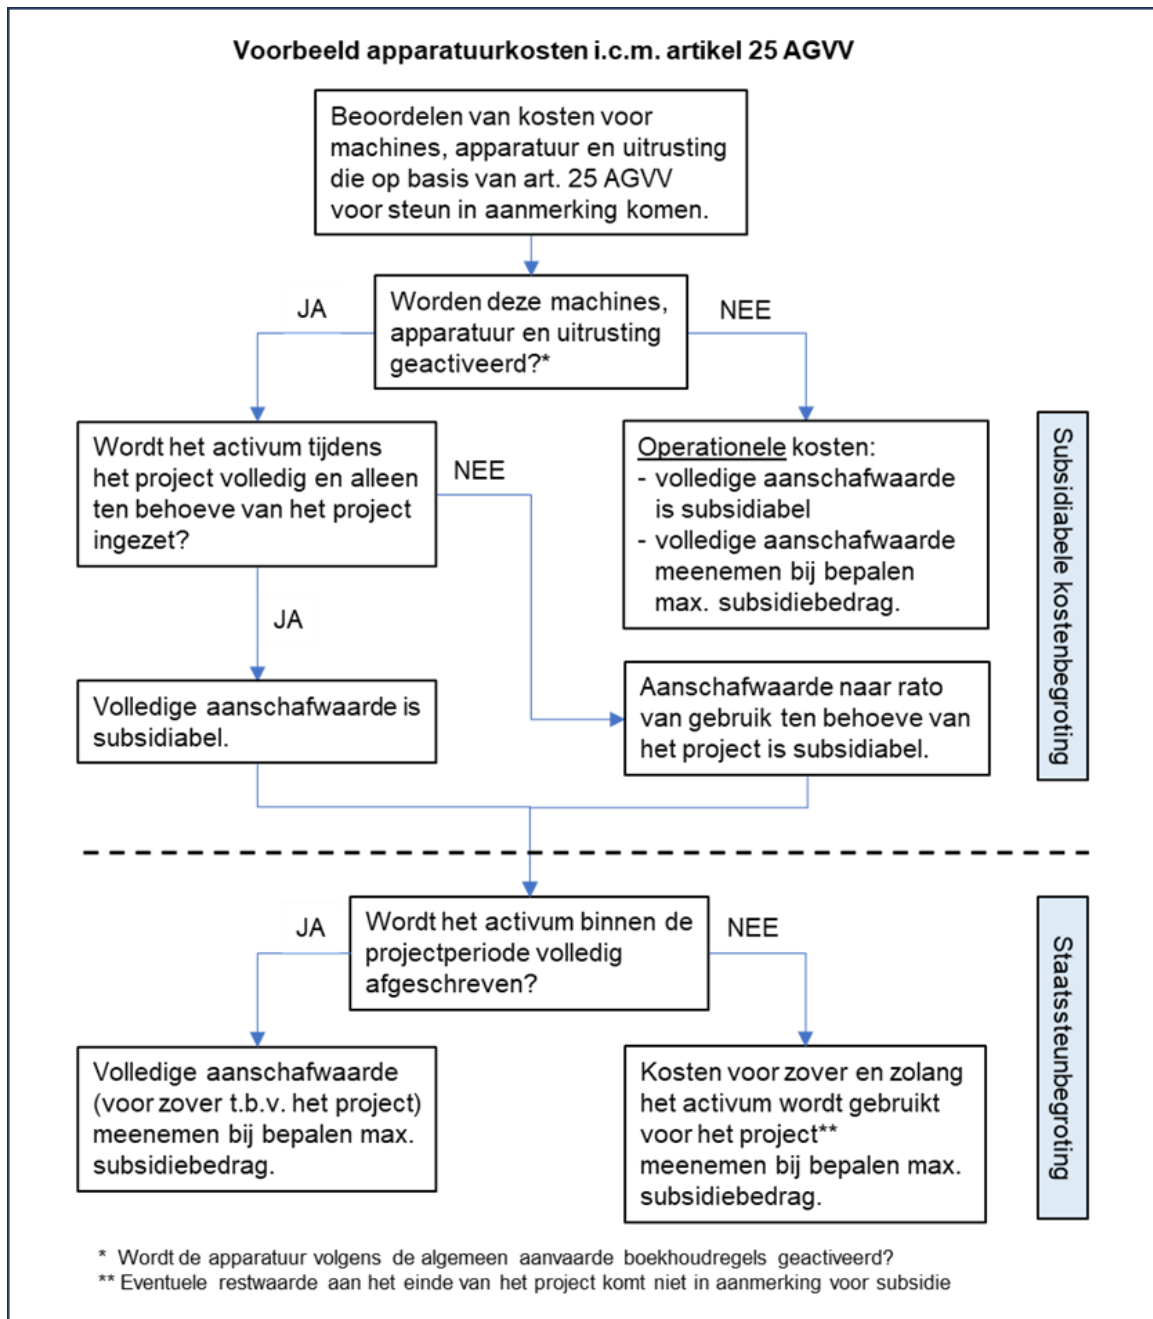 Voorbeeld apparatuurkosten i.c.m. artikel 25 AGVV
Beoordelen van kosten voor
machines, apparatuur en uitrusting
die op basis van art. 25 AGVV
voor steun in aanmerking komen.
JA
Worden deze machines,
apparatuur en uitrusting
geactiveerd?*
NEE
Wordt het activum tijdens
het project volledig en alleen
ten behoeve van het project
ingezet?
NEE
Operationele kosten:
- volledige aanschafwaarde
is subsidiabel
- volledige aanschafwaarde
meenemen bij bepalen
max. subsidiebedrag.
Subsidiabele kostenbegroting
JA
Volledige aanschafwaarde is
subsidiabel.
Aanschafwaarde naar rato
van gebruik ten behoeve van
het project is subsidiabel.
JA
Wordt het activum binnen de
projectperiode volledig
afgeschreven?
NEE
Staatssteunbegroting
Volledige aanschafwaarde
(voor zover t.b.v. het project)
meenemen bij bepalen max.
subsidiebedrag.
Kosten voor zover en zolang
het activum wordt gebruikt
voor het project**
meenemen bij bepalen max.
subsidiebedrag.
* Wordt de apparatuur volgens de algemeen aanvaarde boekhoudregels geactiveerd?
** Eventuele restwaarde aan het einde van het project komt niet in aanmerking voor subsidie